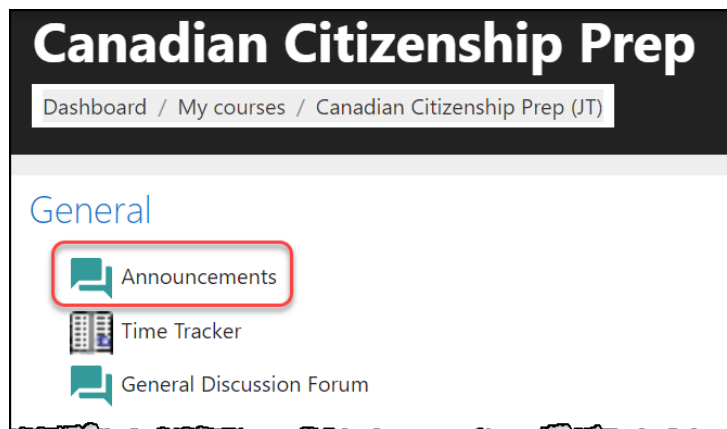 Canadian Citizenship Prep
Dashboard / My courses / Canadian Citizenship Prep (JT)
General
Announcements
Time Tracker
General Discussion Forum